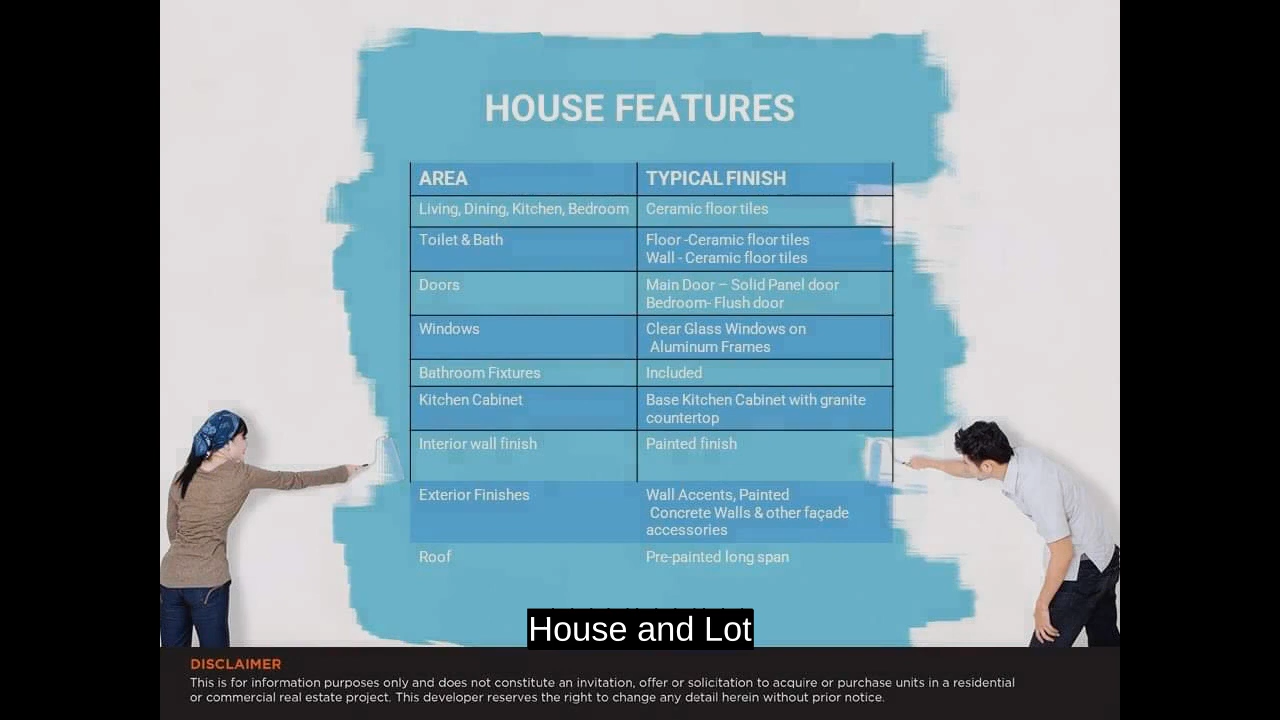 HOUSE FEATURES
AREA
TYPICAL FINISH
Living, Dining, Kitchen, Bedroom
Ceramic floor tiles
Toilet & Bath
Floor -Ceramic floor tiles
Wall - Ceramic floor tiles
Doors
Main Door – Solid Panel door
Bedroom- Flush door
Windows
Clear Glass Windows on
Aluminum Frames
Bathroom Fixtures
Included
Kitchen Cabinet
Base Kitchen Cabinet with granite
countertop
Interior wall finish
Painted finish
Exterior Finishes
Wall Accents, Painted
Concrete Walls & other façade
accessories
Roof
Pre-painted long span
House and Lot
DISCLAIMER
This is for information purposes only and does not constitute an invitation, offer or solicitation to acquire or purchase units in a residential
or commercial real estate project. This developer reserves the right to change any detail herein without prior notice.